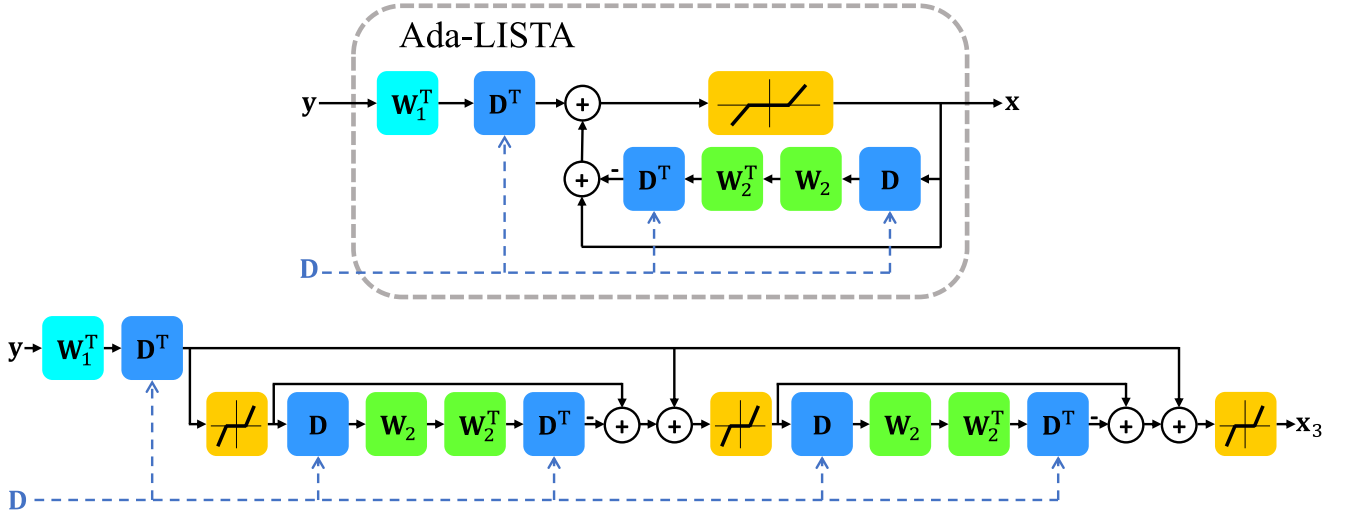 Ada-LISTA
y W₁ᵀ Dᵀ + x
+ - Dᵀ W₂ᵀ W₂ D
D
y W₁ᵀ Dᵀ
D W₂ W₂ᵀ Dᵀ - + + D W₂ W₂ᵀ Dᵀ - + + x₃
D